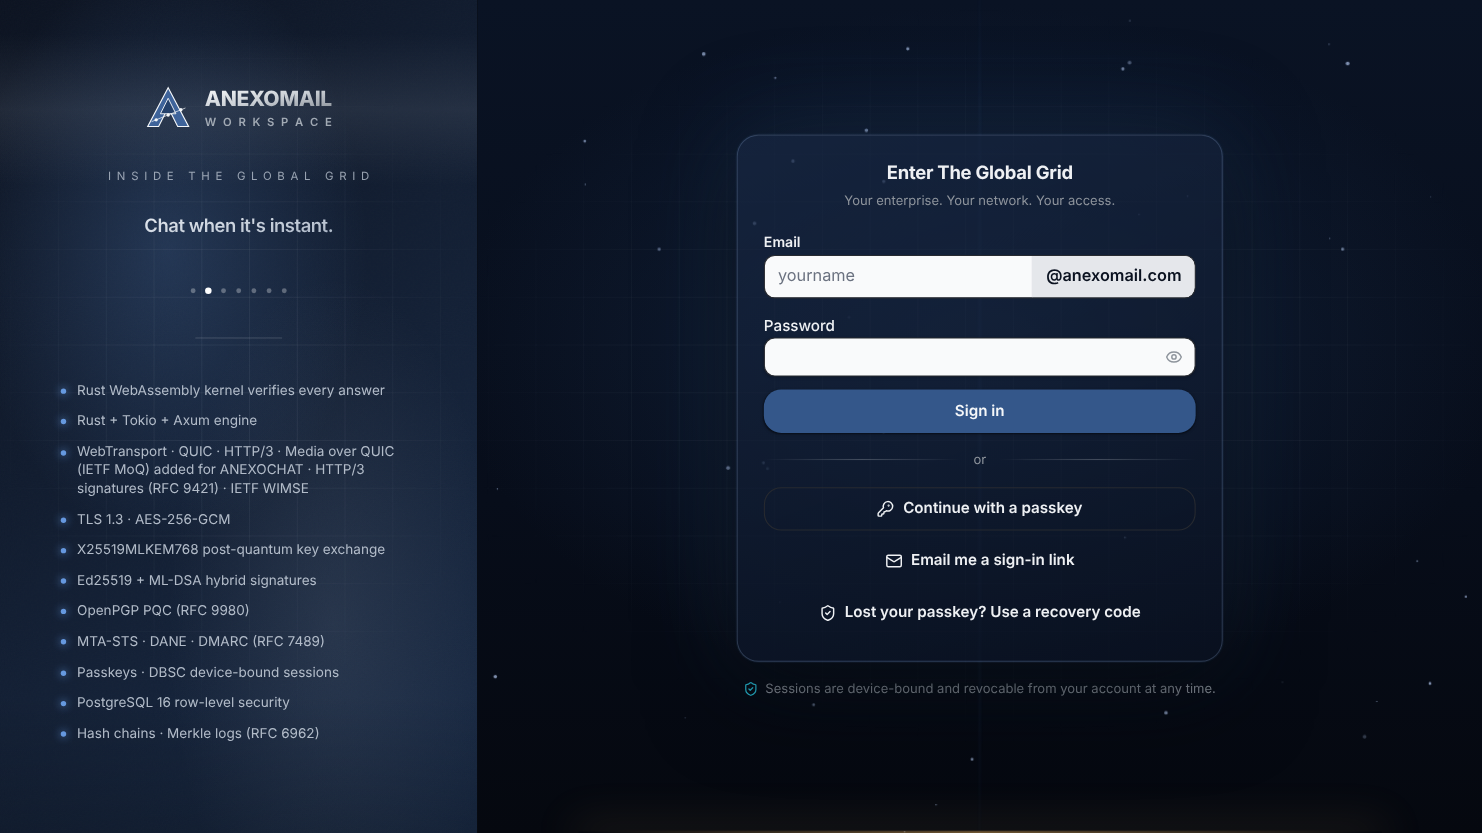 ANEXOMAIL
WORKSPACE
INSIDE THE GLOBAL GRID
Chat when it's instant.
Rust WebAssembly kernel verifies every answer
Rust + Tokio + Axum engine
WebTransport · QUIC · HTTP/3 · Media over QUIC
(IETF MoQ) added for ANEXOCHAT · HTTP/3
signatures (RFC 9421) · IETF WIMSE
TLS 1.3 · AES-256-GCM
X25519MLKEM768 post-quantum key exchange
Ed25519 + ML-DSA hybrid signatures
OpenPGP PQC (RFC 9980)
MTA-STS · DANE · DMARC (RFC 7489)
Passkeys · DBSC device-bound sessions
PostgreSQL 16 row-level security
Hash chains · Merkle logs (RFC 6962)
Enter The Global Grid
Your enterprise. Your network. Your access.
Email
yourname @anexomail.com
Password
Sign in
or
Continue with a passkey
Email me a sign-in link
Lost your passkey? Use a recovery code
Sessions are device-bound and revocable from your account at any time.